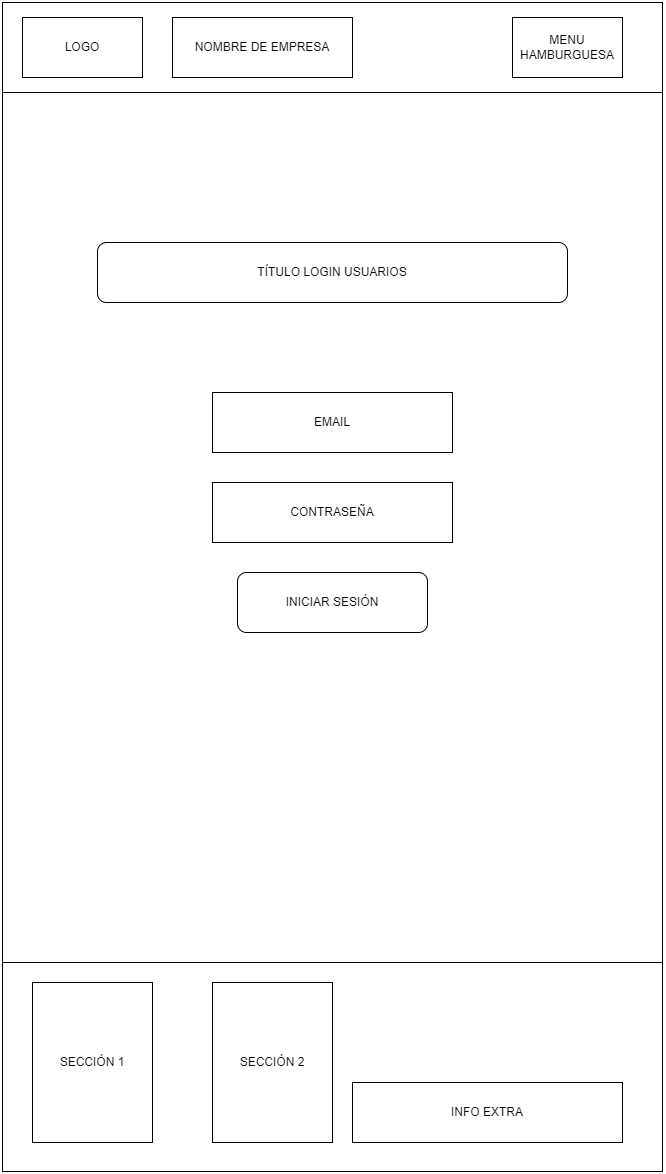 LOGO
NOMBRE DE EMPRESA
MENU
HAMBURGUESA
TÍTULO LOGIN USUARIOS
EMAIL
CONTRASEÑA
INICIAR SESIÓN
SECCIÓN 1
SECCIÓN 2
INFO EXTRA